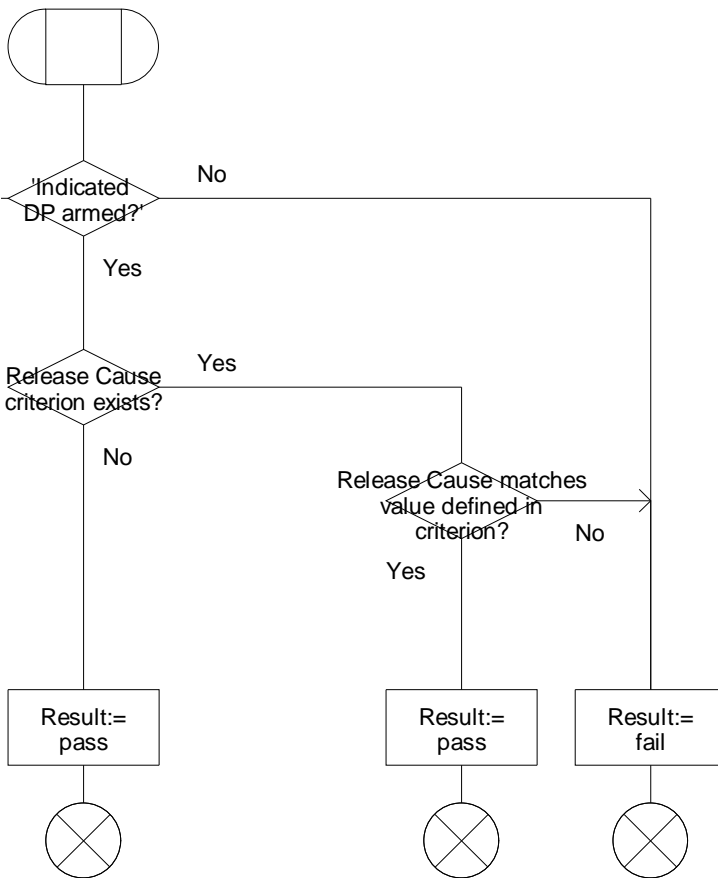 'Indicated
DP armed?'
No
Yes
Release Cause
criterion exists?
Yes
No
Release Cause matches
value defined in
criterion?
No
Yes
Result:=
pass
Result:=
pass
Result:=
fail